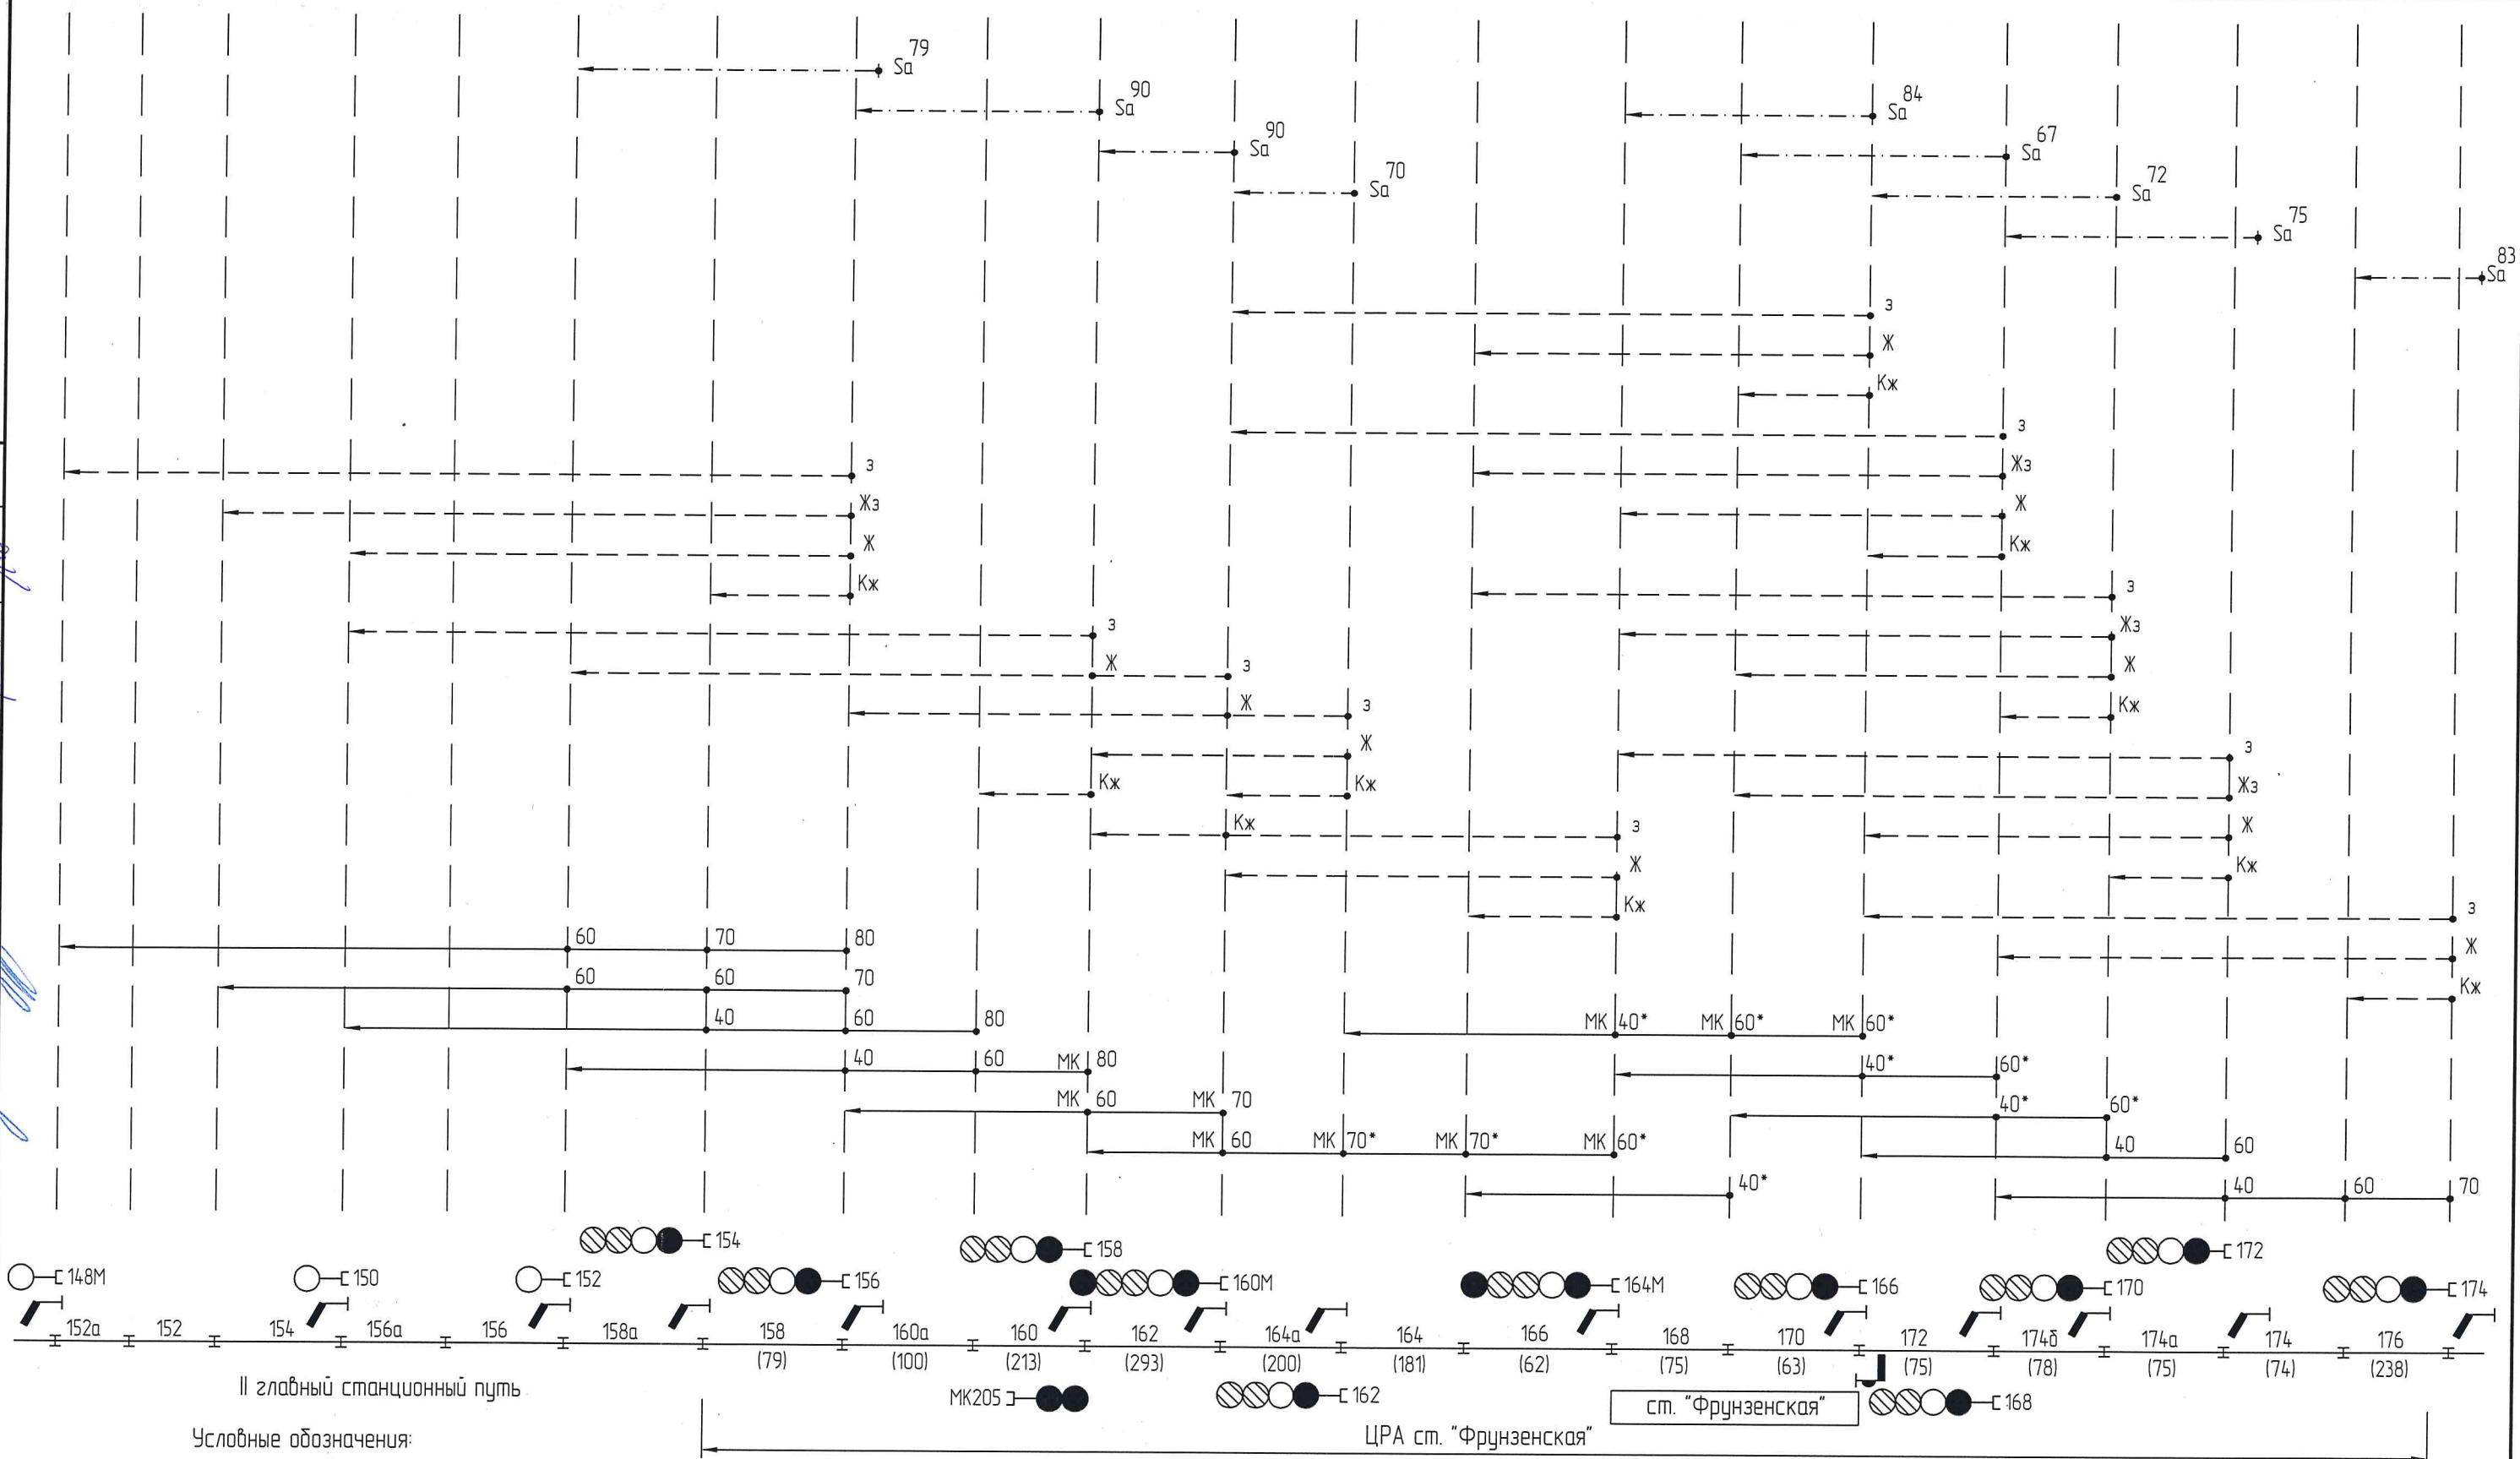 Sa 79
Sa 90
Sa 84
Sa 90
Sa 67
Sa 70
Sa 72
Sa 75
Sa 83
З
Ж
Кж
З
З
Жз
Жз
Ж
Ж
Кж
Кж
З
З
Жз
Ж З
Ж
Ж З
Кж
Ж
З
Кж Кж
Жз
Кж З
Ж
Ж
Кж
Кж
З
60 70 80
Ж
60 60 70
Кж
40 60 80
МК 40* МК 60* МК 60*
40 60 МК 80
40* 60*
МК 60 МК 70
40* 60*
МК 60 МК 70* МК 70* МК 60*
40 60
40*
40 60 70
154
158
172
148М
150
152
156
160М
164М
166
170
174
152а 152 154 156а 156 158а 158 160а 160 162 164а 164 166 168 170 172 174б 174а 174 176
(79) (100) (213) (293) (200) (181) (62) (75) (63) (75) (78) (75) (74) (238)
II главный станционный путь
МК205
162
ст. "Фрунзенская"
168
Условные обозначения:
ЦРА ст. "Фрунзенская"